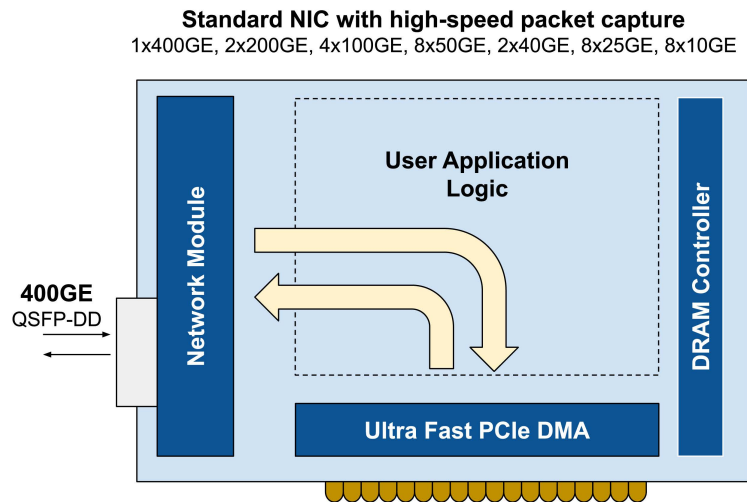 Standard NIC with high-speed packet capture
1x400GE, 2x200GE, 4x100GE, 8x50GE, 2x40GE, 8x25GE, 8x10GE
User Application
Logic
Network Module
DRAM Controller
400GE
QSFP-DD
Ultra Fast PCIe DMA